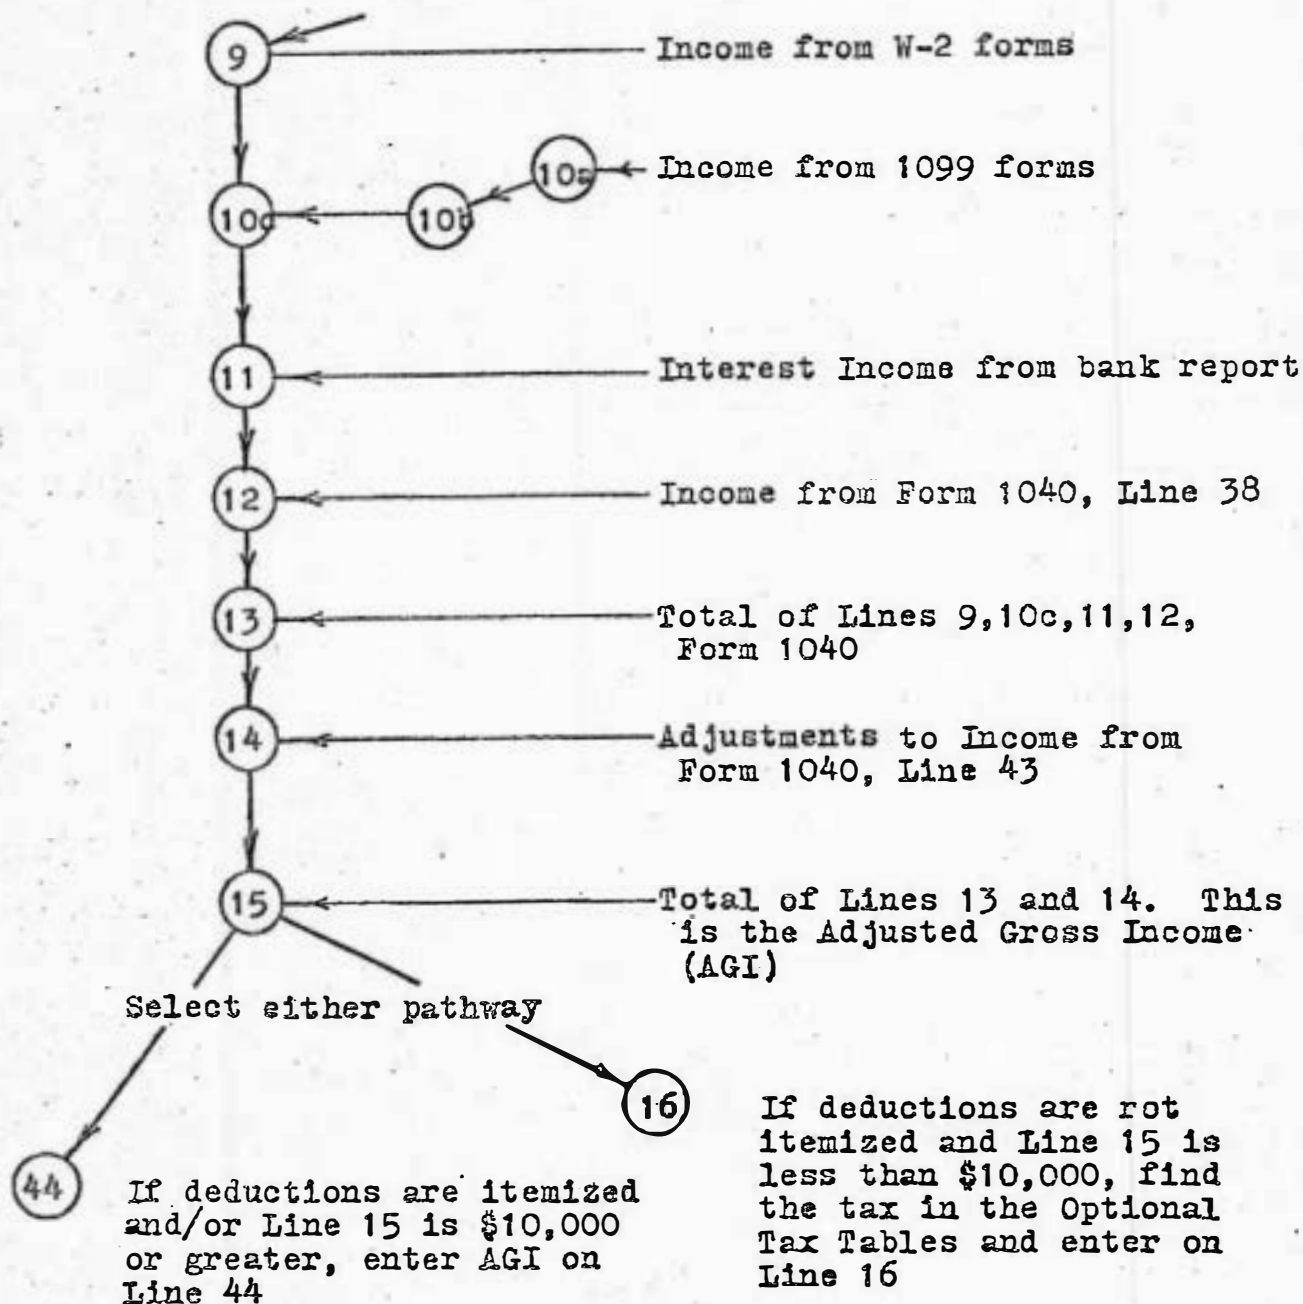 9
Income from W-2 forms
10a
Income from 1099 forms
10c
10b
11
Interest Income from bank report
12
Income from Form 1040, Line 38
13
Total of Lines 9,10c,11,12,
Form 1040
14
Adjustments to Income from
Form 1040, Line 43
15
Total of Lines 13 and 14. This
is the Adjusted Gross Income
(AGI)
Select either pathway
44
If deductions are itemized
and/or Line 15 is $10,000
or greater, enter AGI on
Line 44
16
If deductions are not
itemized and Line 15 is
less than $10,000, find
the tax in the Optional
Tax Tables and enter on
Line 16